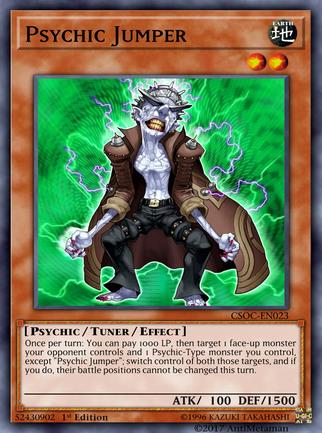 PSYCHIC JUMPER
EARTH
地
CSOC-EN023
[PSYCHIC / TUNER / EFFECT]
Once per turn: You can pay 1000 LP, then target 1 face-up monster
your opponent controls and 1 Psychic-Type monster you control,
except "Psychic Jumper"; switch control of both those targets, and if
you do, their battle positions cannot be changed this turn.
ATK/ 100 DEF/1500
52430902 1st Edition ©1996 KAZUKI TAKAHASHI
©2017 AntiMetaman